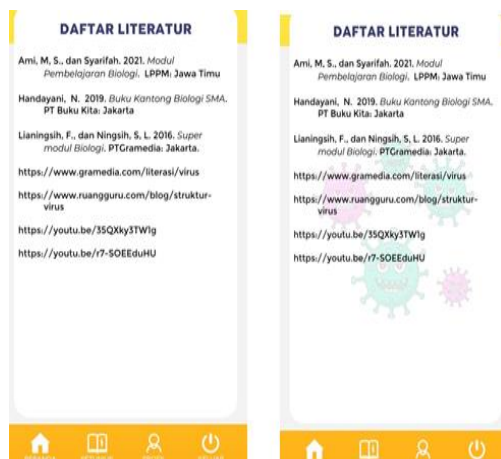 DAFTAR LITERATUR
Ami, M, S., dan Syarifah. 2021. Modul
Pembelajaran Biologi. LPPM: Jawa Timu
Handayani, N. 2019. Buku Kantong Biologi SMA.
PT Buku Kita: Jakarta
Lianingsih, F., dan Ningsih, S, L. 2016. Super
modul Biologi. PTGramedia: Jakarta.
https://www.gramedia.com/literasi/virus
https://www.ruangguru.com/blog/struktur-
virus
https://youtu.be/35QXky3TW1g
https://youtu.be/r7-SOEEduHU
DAFTAR LITERATUR
Ami, M, S., dan Syarifah. 2021. Modul
Pembelajaran Biologi. LPPM: Jawa Timu
Handayani, N. 2019. Buku Kantong Biologi SMA.
PT Buku Kita: Jakarta
Lianingsih, F., dan Ningsih, S, L. 2016. Super
modul Biologi. PTGramedia: Jakarta.
https://www.gramedia.com/literasi/virus
https://www.ruangguru.com/blog/struktur-
virus
https://youtu.be/35QXky3TW1g
https://youtu.be/r7-SOEEduHU